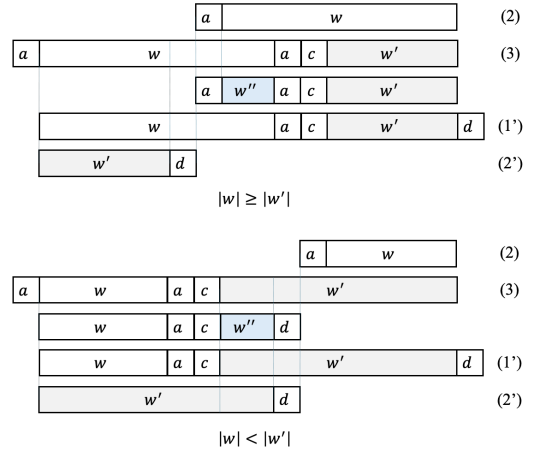 a w (2)
a w a c w′ (3)
a w″ a c w′
w a c w′ d (1')
w′ d (2')
|w| ≥ |w′|
a w (2)
a w a c w′ (3)
w a c w″ d
w a c w′ d (1')
w′ d (2')
|w| < |w′|